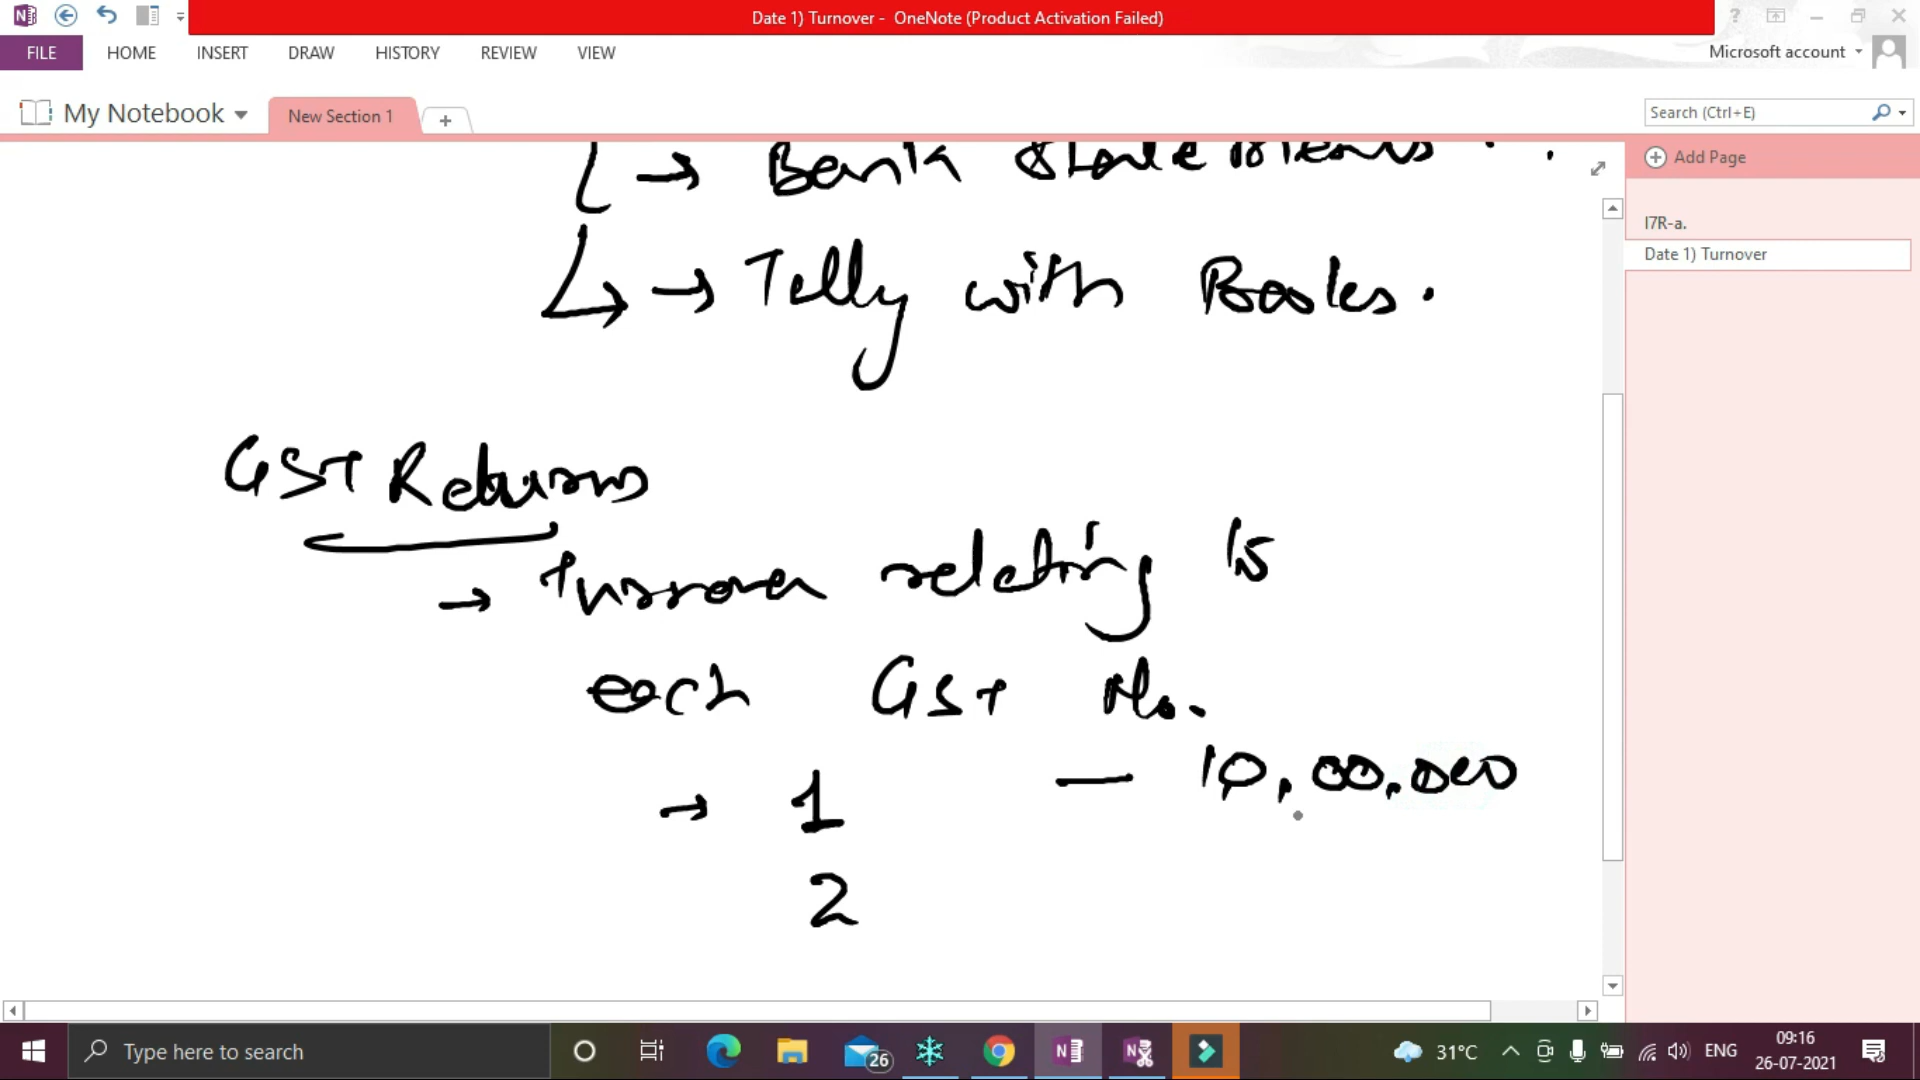 Date 1) Turnover - OneNote (Product Activation Failed)
FILE HOME INSERT DRAW HISTORY REVIEW VIEW
Microsoft account
My Notebook
New Section 1
Search (Ctrl+E)
Add Page
I7R-a.
Date 1) Turnover
→ Bank Statements.
→ Tally with Books.
GST Returns
→ Turnover relating to
each GST No.
→ 1 — 10,00,000
2
Type here to search
26
31°C
ENG
09:16
26-07-2021